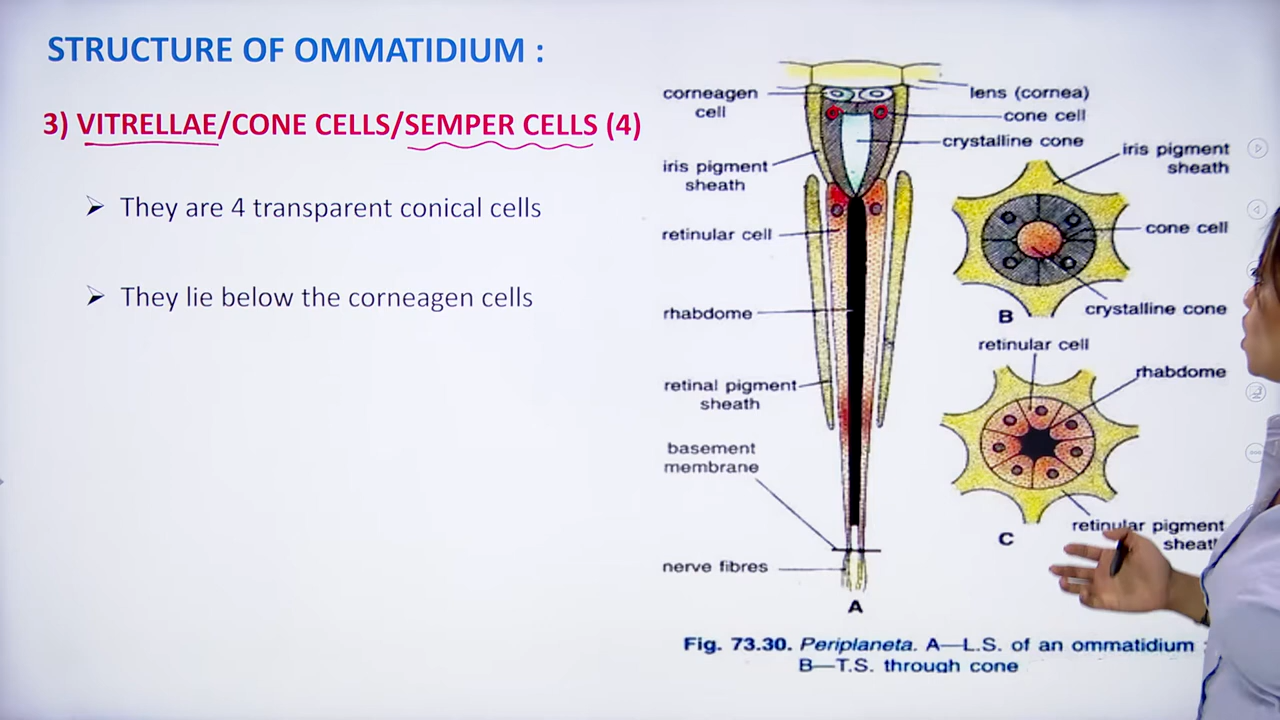 STRUCTURE OF OMMATIDIUM :
3) VITRELLAE/CONE CELLS/SEMPER CELLS (4)
➢ They are 4 transparent conical cells
➢ They lie below the corneagen cells
corneagen
cell
iris pigment
sheath
retinular cell
rhabdome
retinal pigment
sheath
basement
membrane
nerve fibres
lens (cornea)
cone cell
crystalline cone
A
iris pigment
sheath
cone cell
crystalline cone
B
retinular cell
rhabdome
retinular pigment
C
Fig. 73.30. Periplaneta. A—L.S. of an ommatidium :
B—T.S. through cone